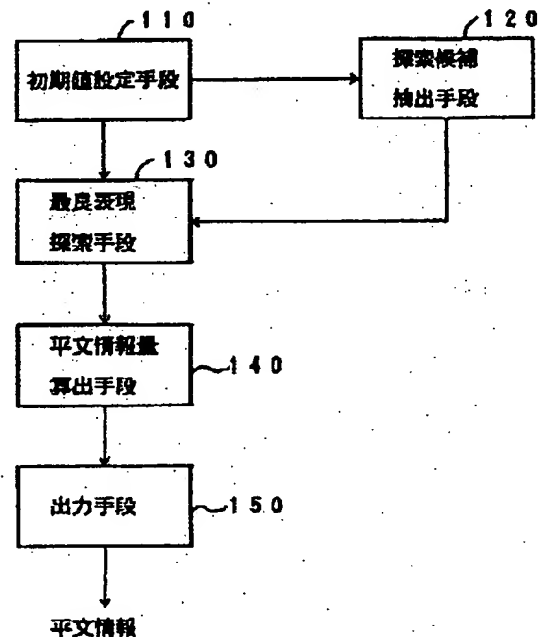 110
120
初期値設定手段
探索候補
抽出手段
130
最良表現
探索手段
平文情報量
算出手段
140
出力手段
150
平文情報